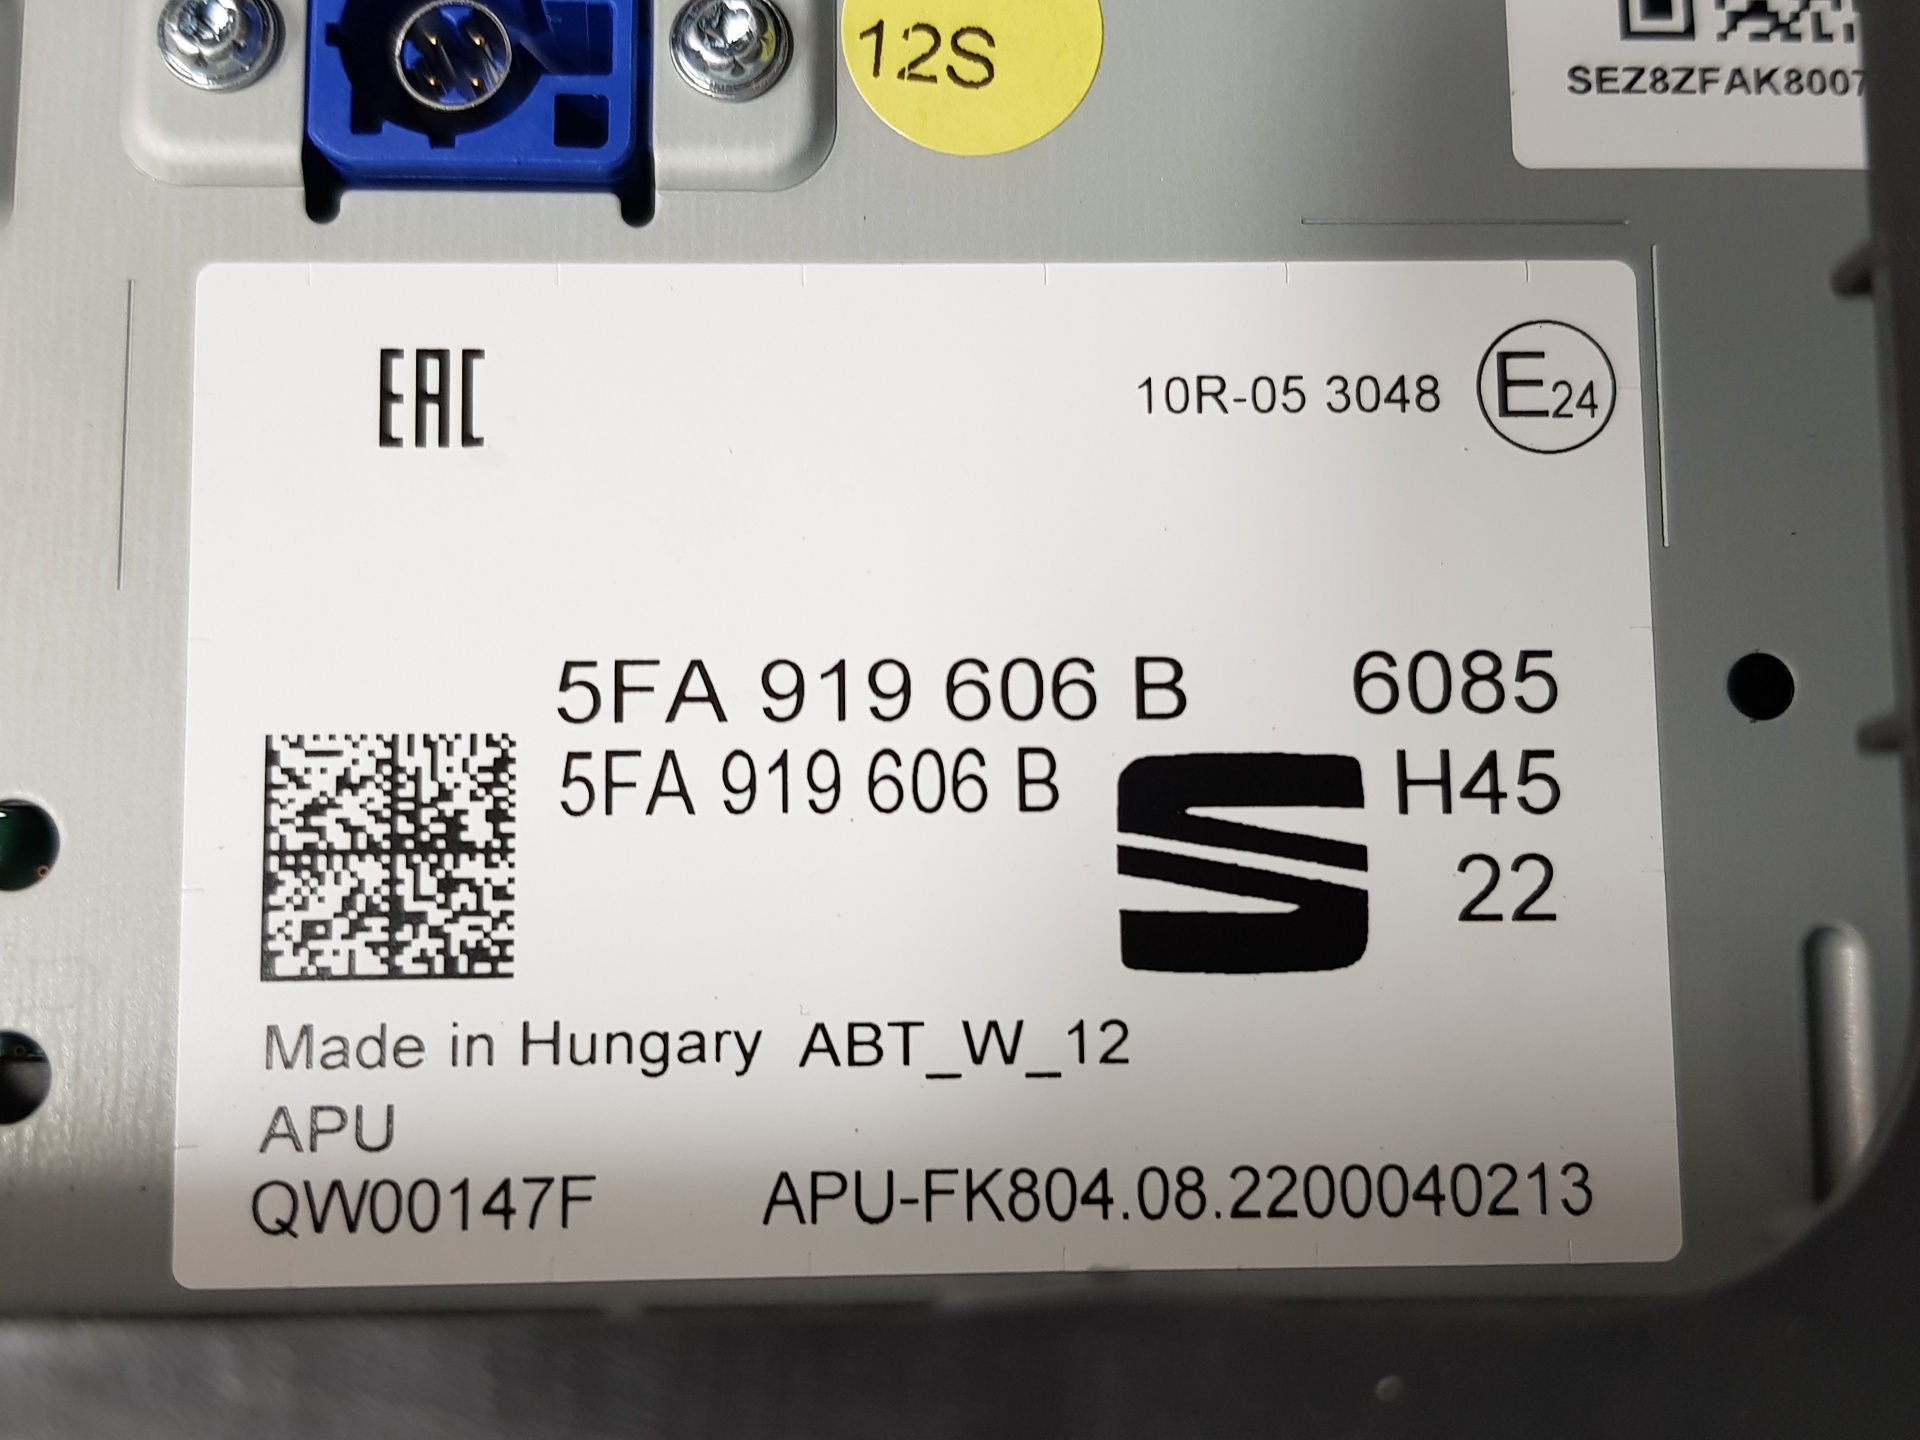 12S
SEZ8ZFAK8007
EAC
10R-05 3048 E24
5FA 919 606 B 6085
5FA 919 606 B H45
22
Made in Hungary ABT_W_12
APU
QW00147F APU-FK804.08.2200040213